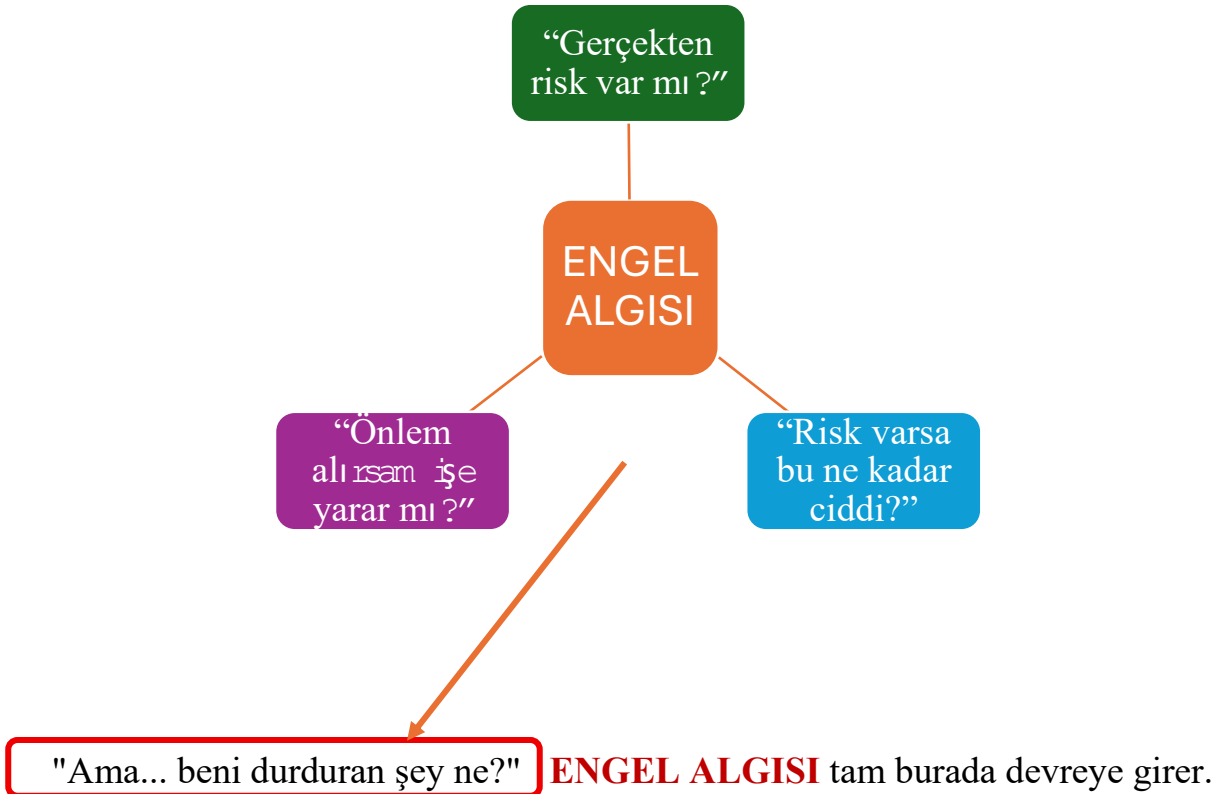 “Gerçekten
risk var mı?”
ENGEL
ALGISI
“Önlem
alırsam işe
yarar mı?”
“Risk varsa
bu ne kadar
ciddi?”
"Ama... beni durduran şey ne?" ENGEL ALGISI tam burada devreye girer.